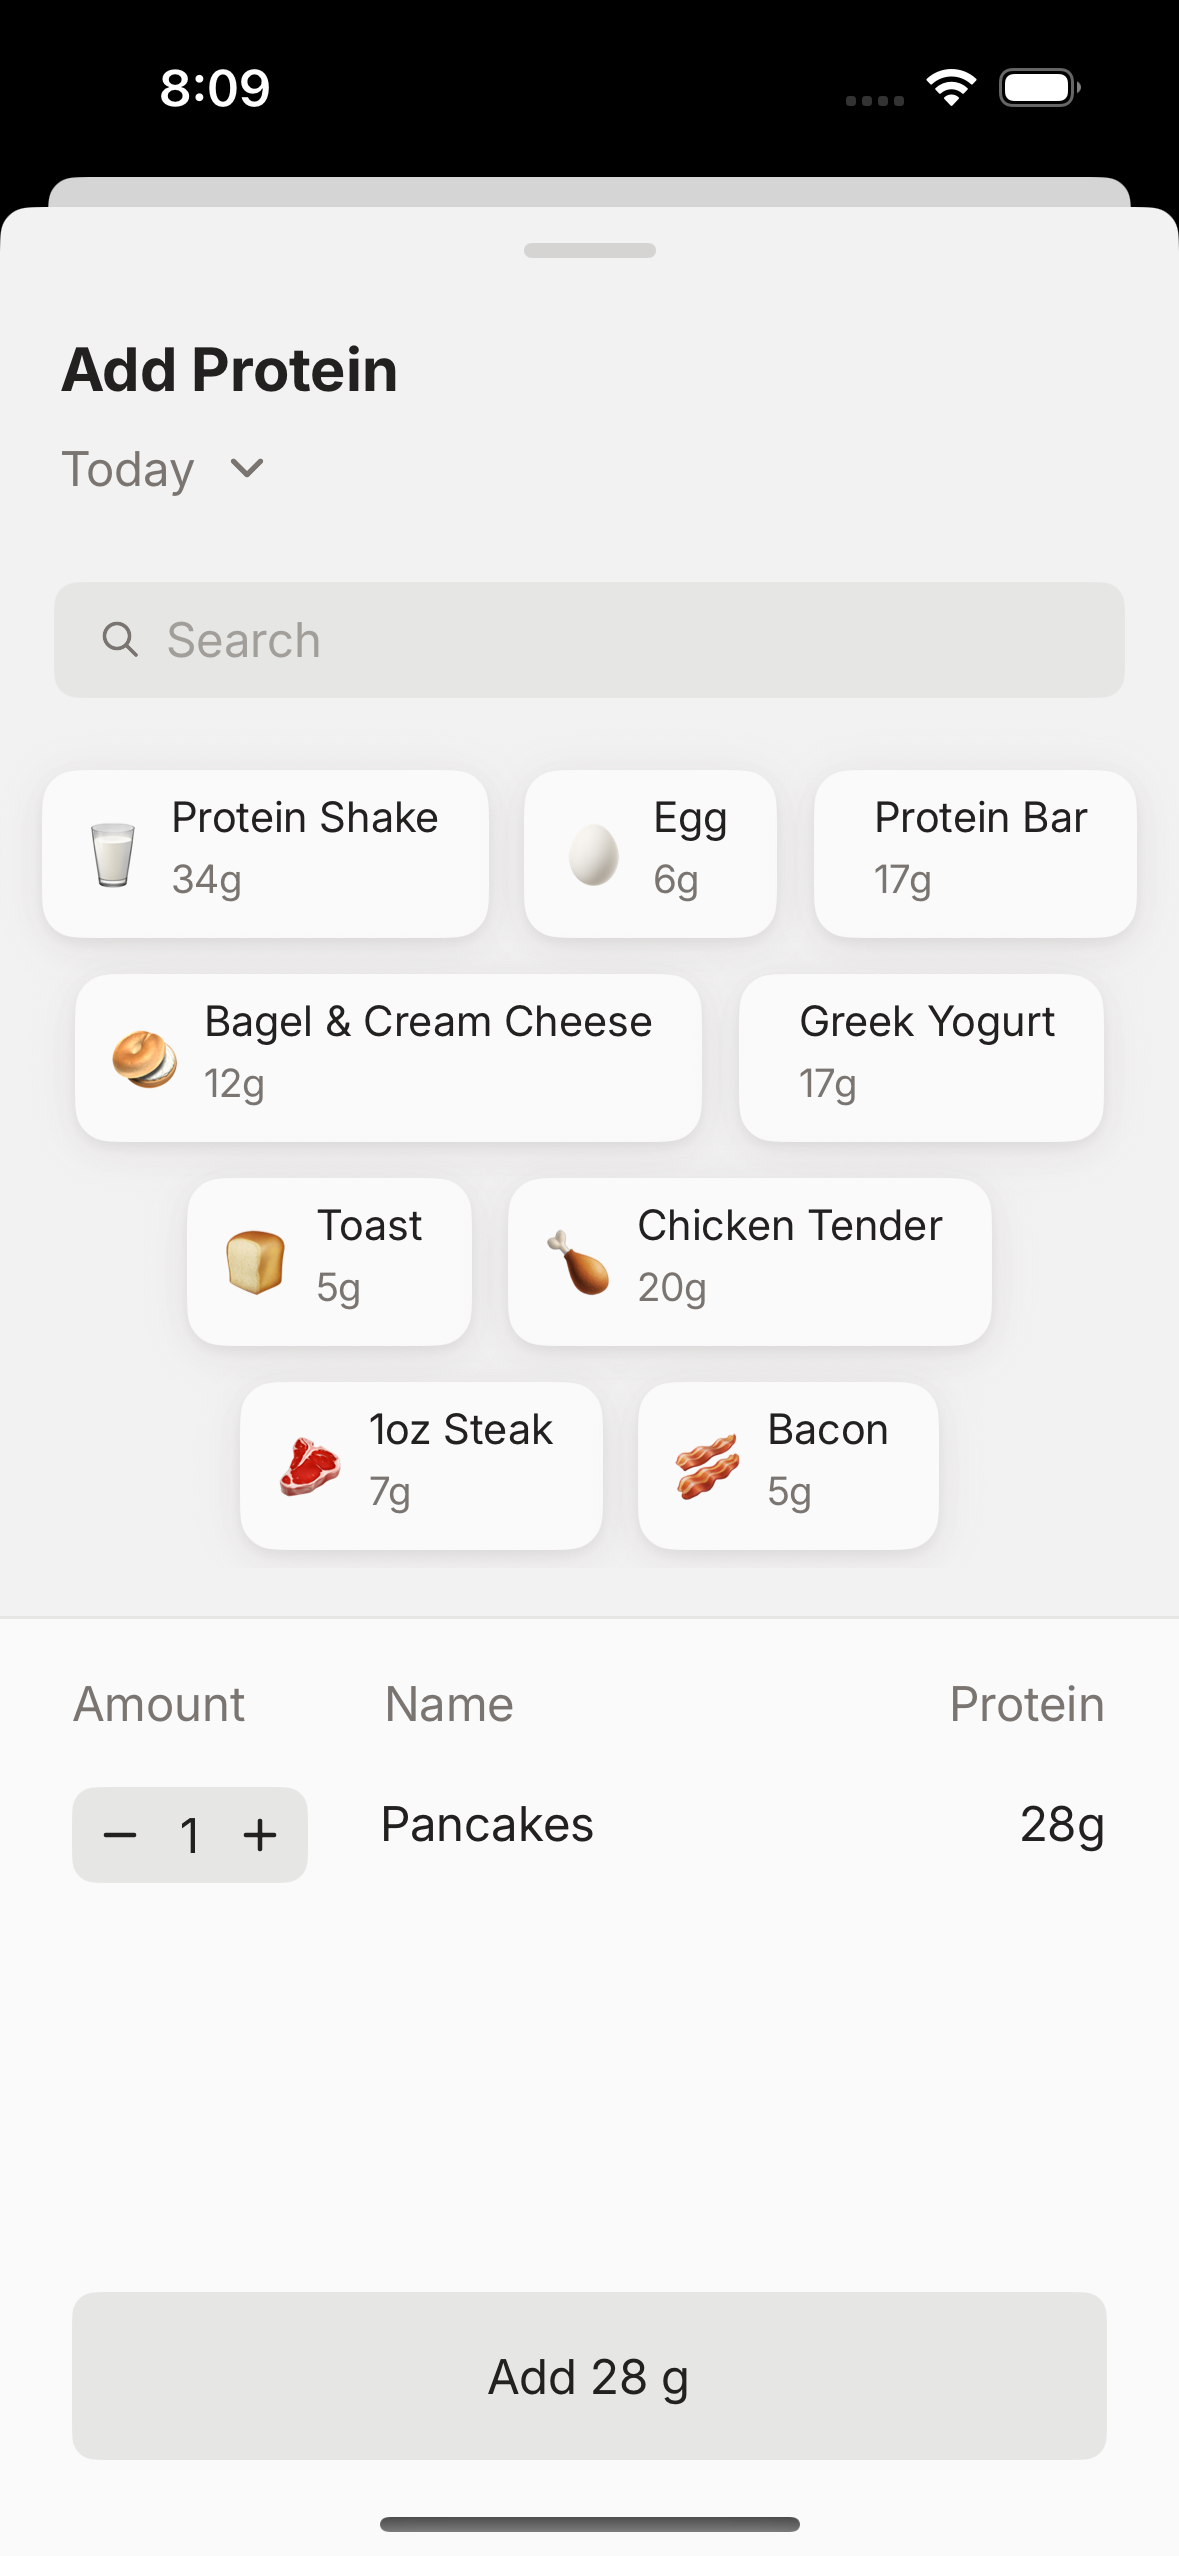 8:09
Add Protein
Today
Search
Protein Shake
34g
Egg
6g
Protein Bar
17g
Bagel & Cream Cheese
12g
Greek Yogurt
17g
Toast
5g
Chicken Tender
20g
1oz Steak
7g
Bacon
5g
Amount Name Protein
1 Pancakes 28g
Add 28 g